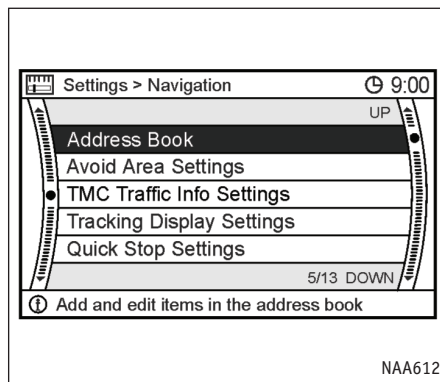 Settings > Navigation 9:00
UP
Address Book
Avoid Area Settings
TMC Traffic Info Settings
Tracking Display Settings
Quick Stop Settings
5/13 DOWN
Add and edit items in the address book
NAA612